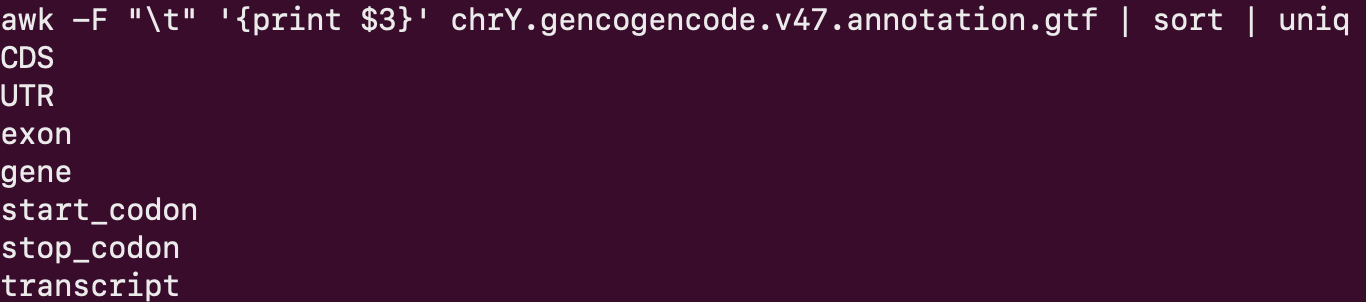 awk -F "\t" '{print $3}' chrY.gencogencode.v47.annotation.gtf | sort | uniq
CDS
UTR
exon
gene
start_codon
stop_codon
transcript